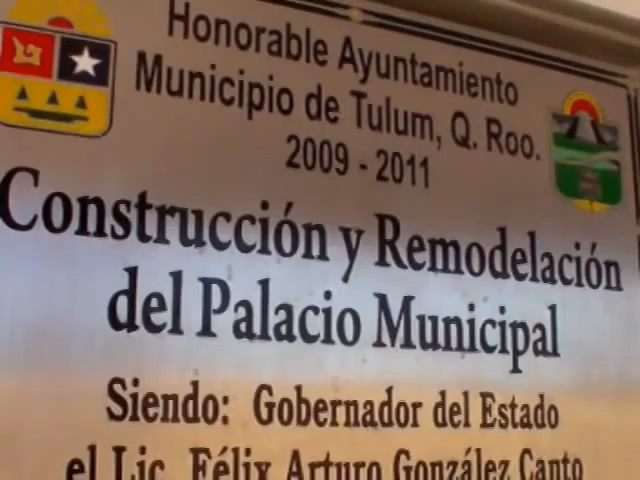 Honorable Ayuntamiento
Municipio de Tulum, Q. Roo.
2009 - 2011
Construcción y Remodelación
del Palacio Municipal
Siendo: Gobernador del Estado
el Lic. Félix Arturo González Canto